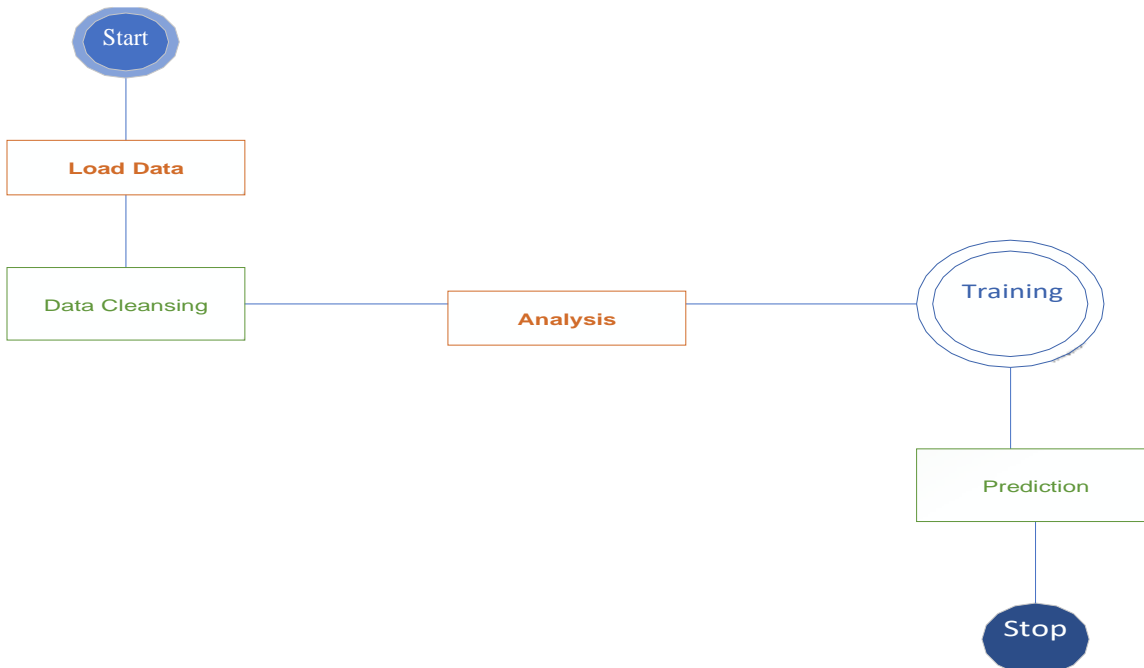 Start
Load Data
Data Cleansing
Analysis
Training
Prediction
Stop